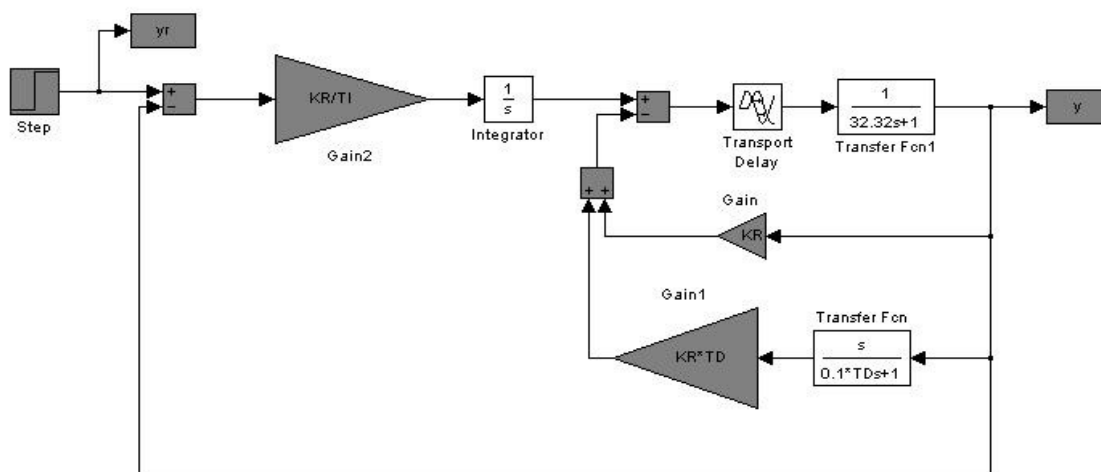 yr
Step
+
−
KR/TI
Gain2
1
s
Integrator
+
−
Transport
Delay
1
32.32s+1
Transfer Fcn1
y
+ +
Gain
KR
Gain1
KR*TD
Transfer Fcn
s
0.1*TDs+1